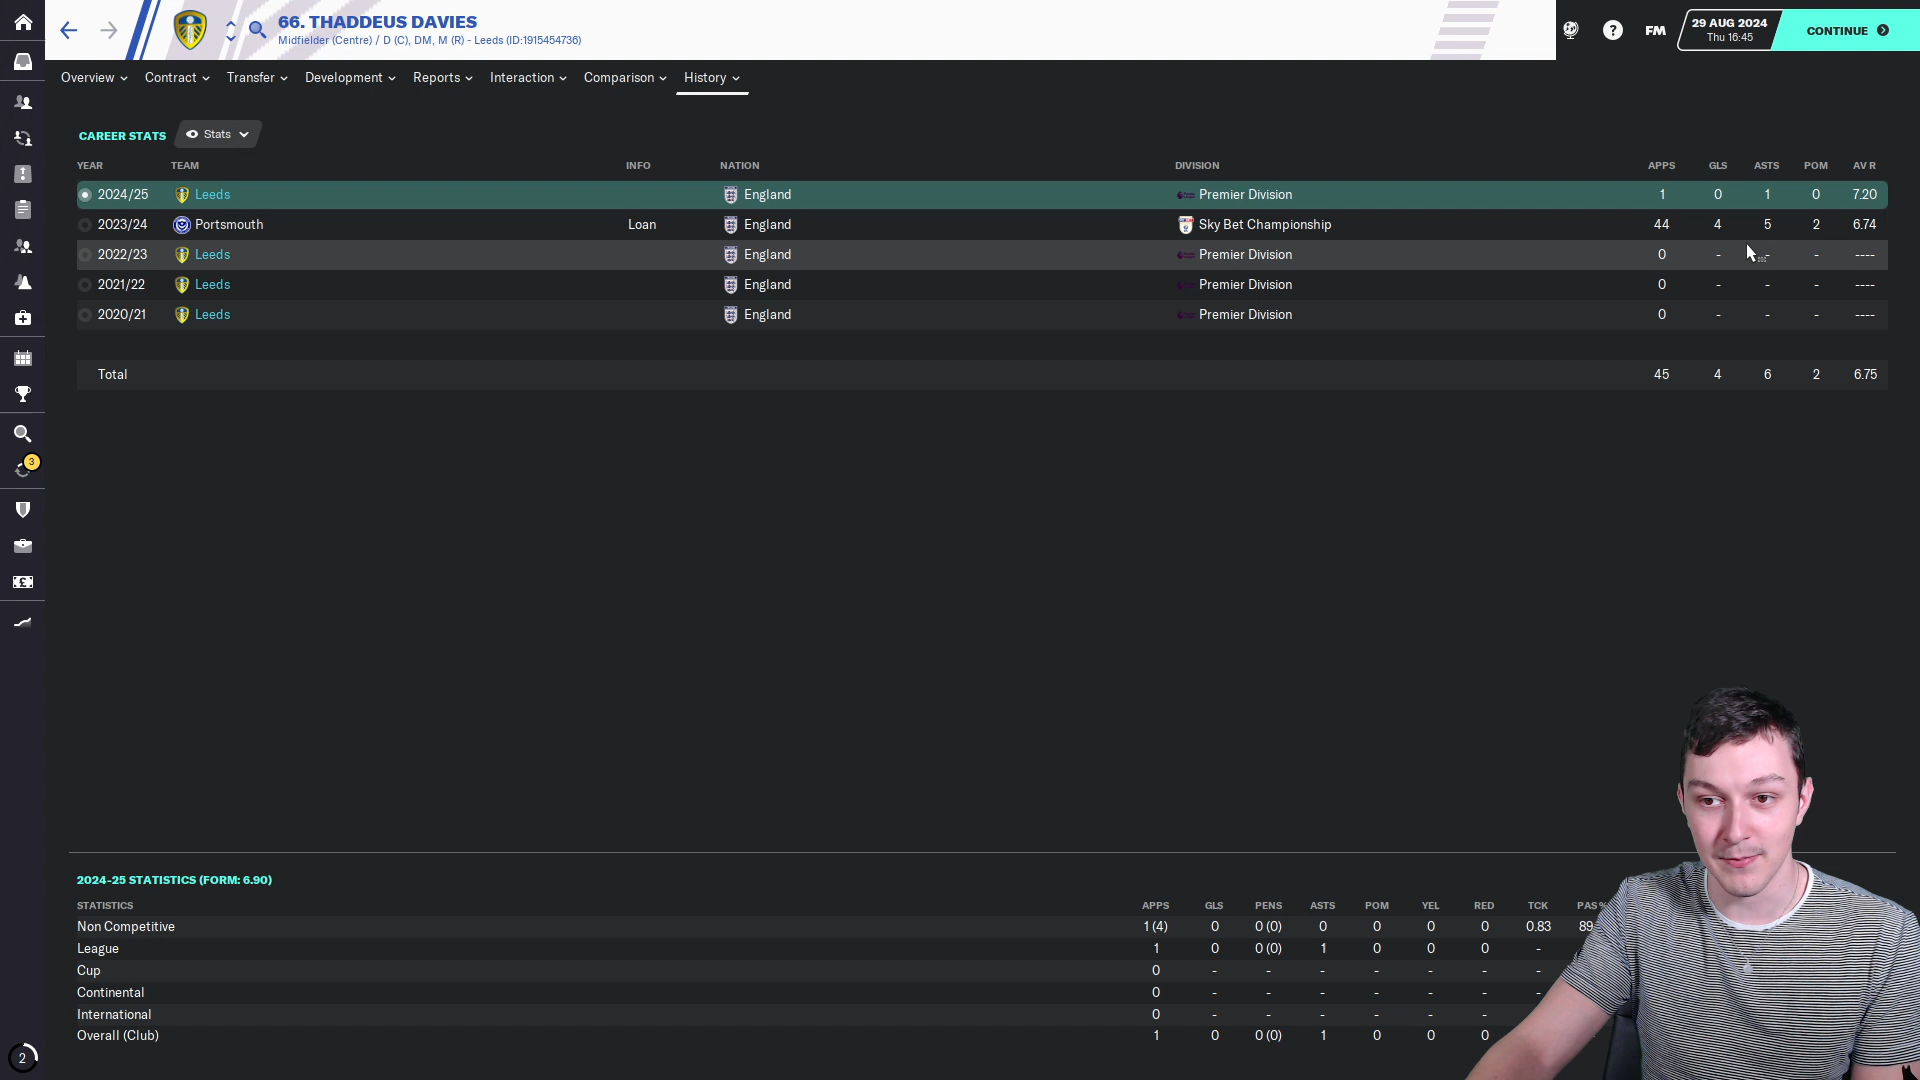 66. THADDEUS DAVIES
Midfielder (Centre) / D (C), DM, M (R) - Leeds (ID:1915454736)
?
FM
29 AUG 2024
Thu 16:45
CONTINUE
Overview Contract Transfer Development Reports Interaction Comparison History
CAREER STATS Stats
YEAR TEAM INFO NATION DIVISION APPS GLS ASTS POM AV R
2024/25 Leeds England Premier Division 1 0 1 0 7.20
2023/24 Portsmouth Loan England Sky Bet Championship 44 4 5 2 6.74
2022/23 Leeds England Premier Division 0 - - - ----
2021/22 Leeds England Premier Division 0 - - - ----
2020/21 Leeds England Premier Division 0 - - - ----
Total 45 4 6 2 6.75
3
2024-25 STATISTICS (FORM: 6.90)
STATISTICS APPS GLS PENS ASTS POM YEL RED TCK PAS %
Non Competitive 1 (4) 0 0 (0) 0 0 0 0 0.83 89
League 1 0 0 (0) 1 0 0 0 -
Cup 0 - - - - - - -
Continental 0 - - - - - - -
International 0 - - - - - - -
Overall (Club) 1 0 0 (0) 1 0 0 0
2